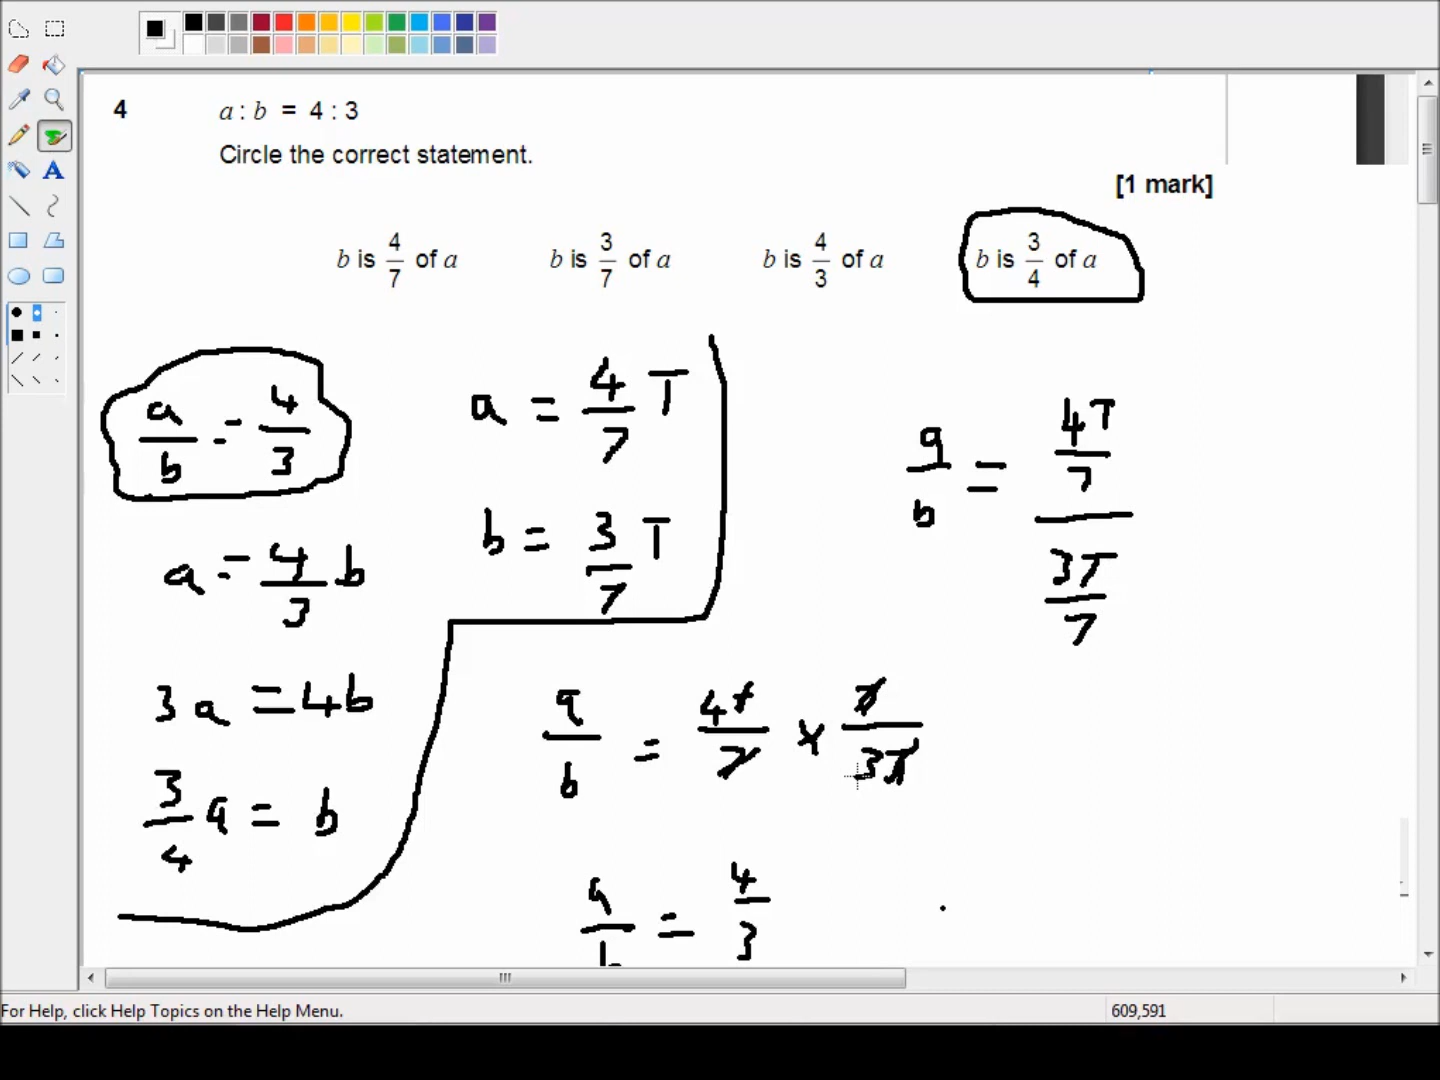 4 a : b = 4 : 3
Circle the correct statement.
[1 mark]
b is 4/7 of a b is 3/7 of a b is 4/3 of a b is 3/4 of a
a/b = 4/3
a = 4/3 b
3a = 4b
3/4 a = b
a = 4/7 T
b = 3/7 T
a/b = (4T/7)/(3T/7)
a/b = 4T/7 × 7/3T
a/b = 4/3
A
For Help, click Help Topics on the Help Menu.
609,591